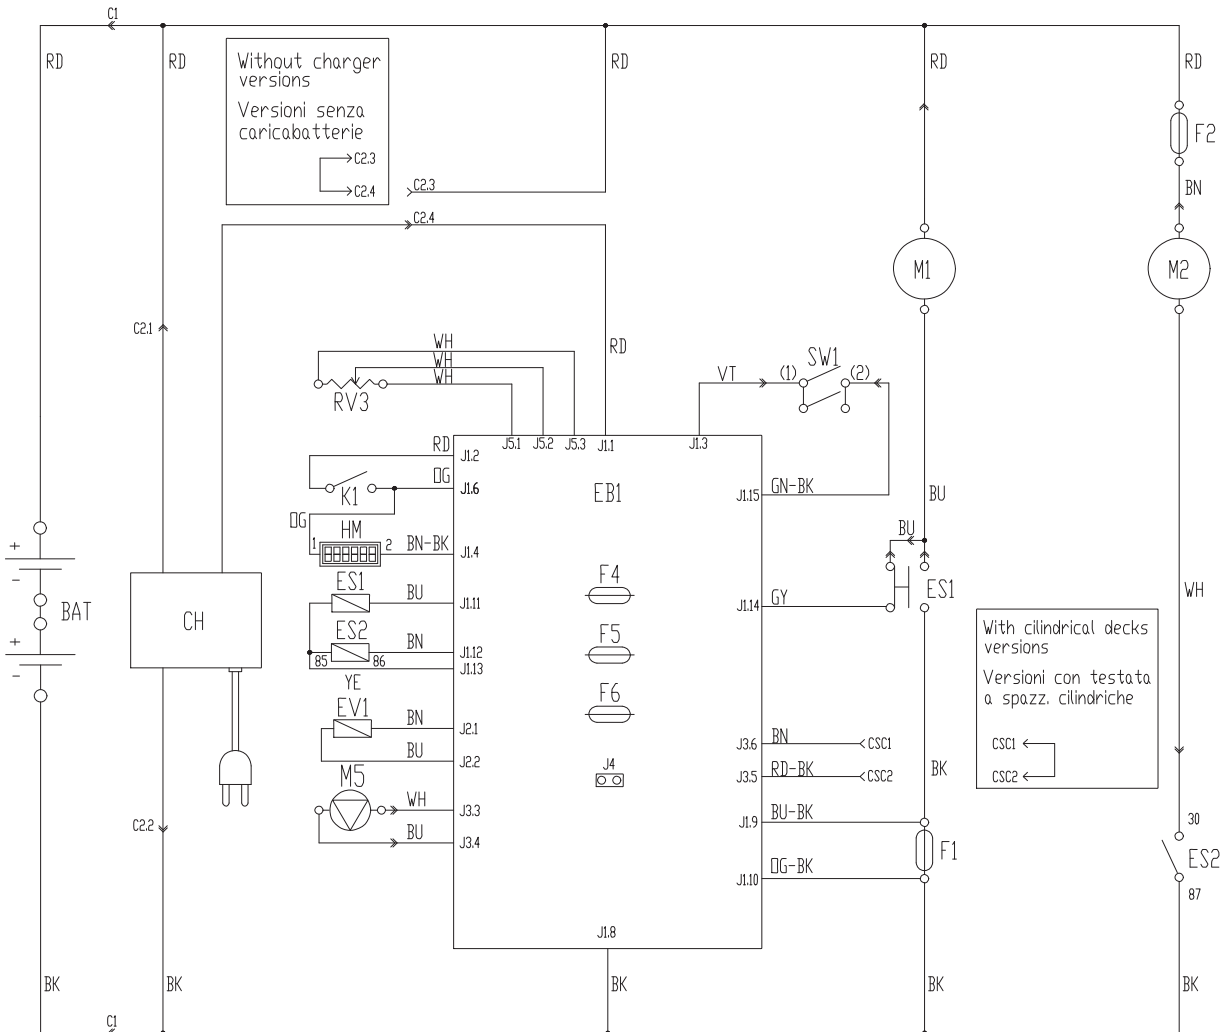 C1
RD
RD
RD
RD
RD
Without charger
versions
Versioni senza
caricabatterie
C2.3
C2.4
C2.3
C2.4
F2
BN
M1
M2
C2.1
WH
WH
WH
RV3
RD
VT
(1)
SW1
(2)
J5.1
J5.2
J5.3
J1.1
J1.3
RD
J1.2
OG
J1.6
K1
EB1
J1.15
GN-BK
BU
OG
1
HM
2
BN-BK
J1.4
BU
+
-
BAT
+
-
CH
ES1
BU
J1.11
F4
J1.14
GY
ES1
WH
ES2
85
86
BN
J1.12
J1.13
F5
YE
With cilindrical decks
versions
Versioni con testata
a spazz. cilindriche
CSC1
CSC2
EV1
BN
J2.1
F6
BU
J2.2
J3.6
BN
CSC1
J4
J3.5
RD-BK
CSC2
BK
M5
WH
J3.3
BU
J3.4
J1.9
BU-BK
C2.2
F1
30
ES2
87
J1.10
OG-BK
J1.8
BK
BK
BK
BK
BK
C1